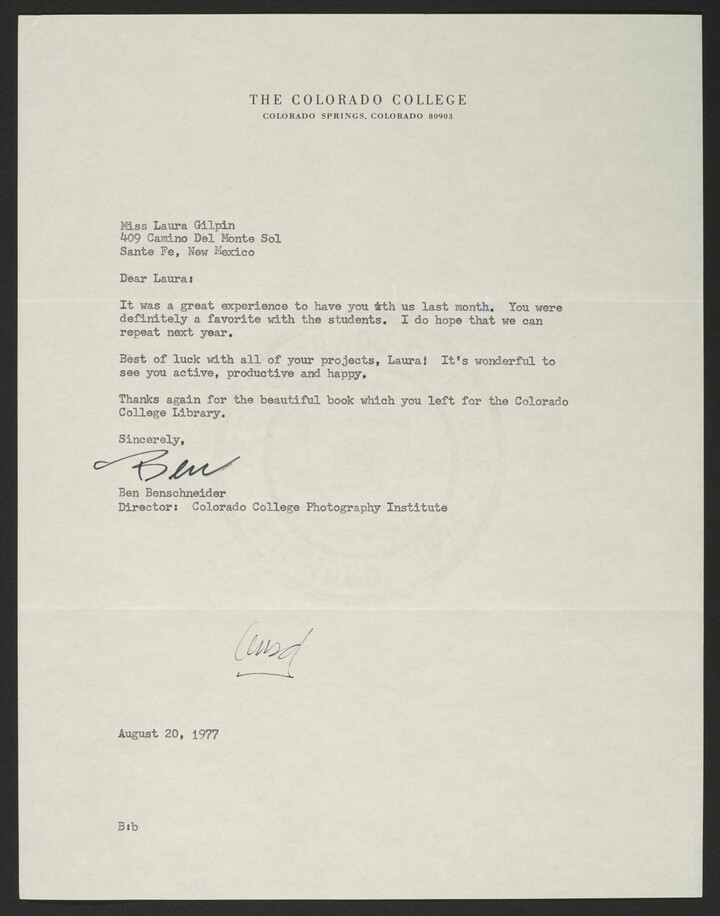 THE COLORADO COLLEGE
COLORADO SPRINGS, COLORADO 80903
Miss Laura Gilpin
409 Camino Del Monte Sol
Sante Fe, New Mexico
Dear Laura:
It was a great experience to have you with us last month. You were
definitely a favorite with the students. I do hope that we can
repeat next year.
Best of luck with all of your projects, Laura! It's wonderful to
see you active, productive and happy.
Thanks again for the beautiful book which you left for the Colorado
College Library.
Sincerely,
Ben
Ben Benschneider
Director: Colorado College Photography Institute
August 20, 1977
B:b